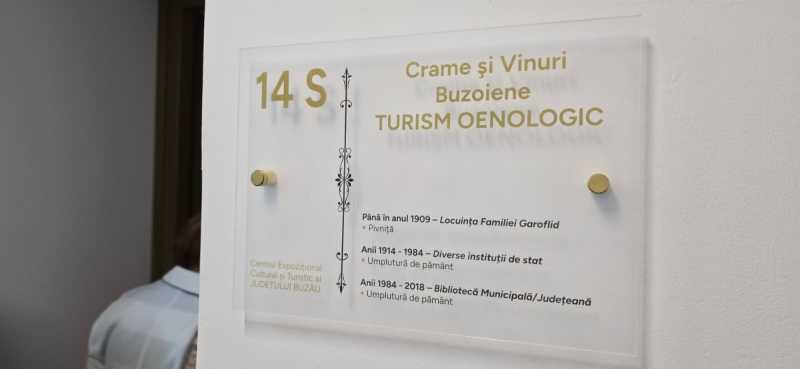 14 S
Crame și Vinuri
Buzoiene
TURISM OENOLOGIC
Până în anul 1909 – Locuința Familiei Garoflid
• Pivniță
Anii 1914 - 1984 – Diverse instituții de stat
• Umplutură de pământ
Anii 1984 - 2018 – Bibliotecă Municipală/Județeană
• Umplutură de pământ
Centrul Expozițional
Cultural și Turistic al
JUDEȚULUI BUZĂU